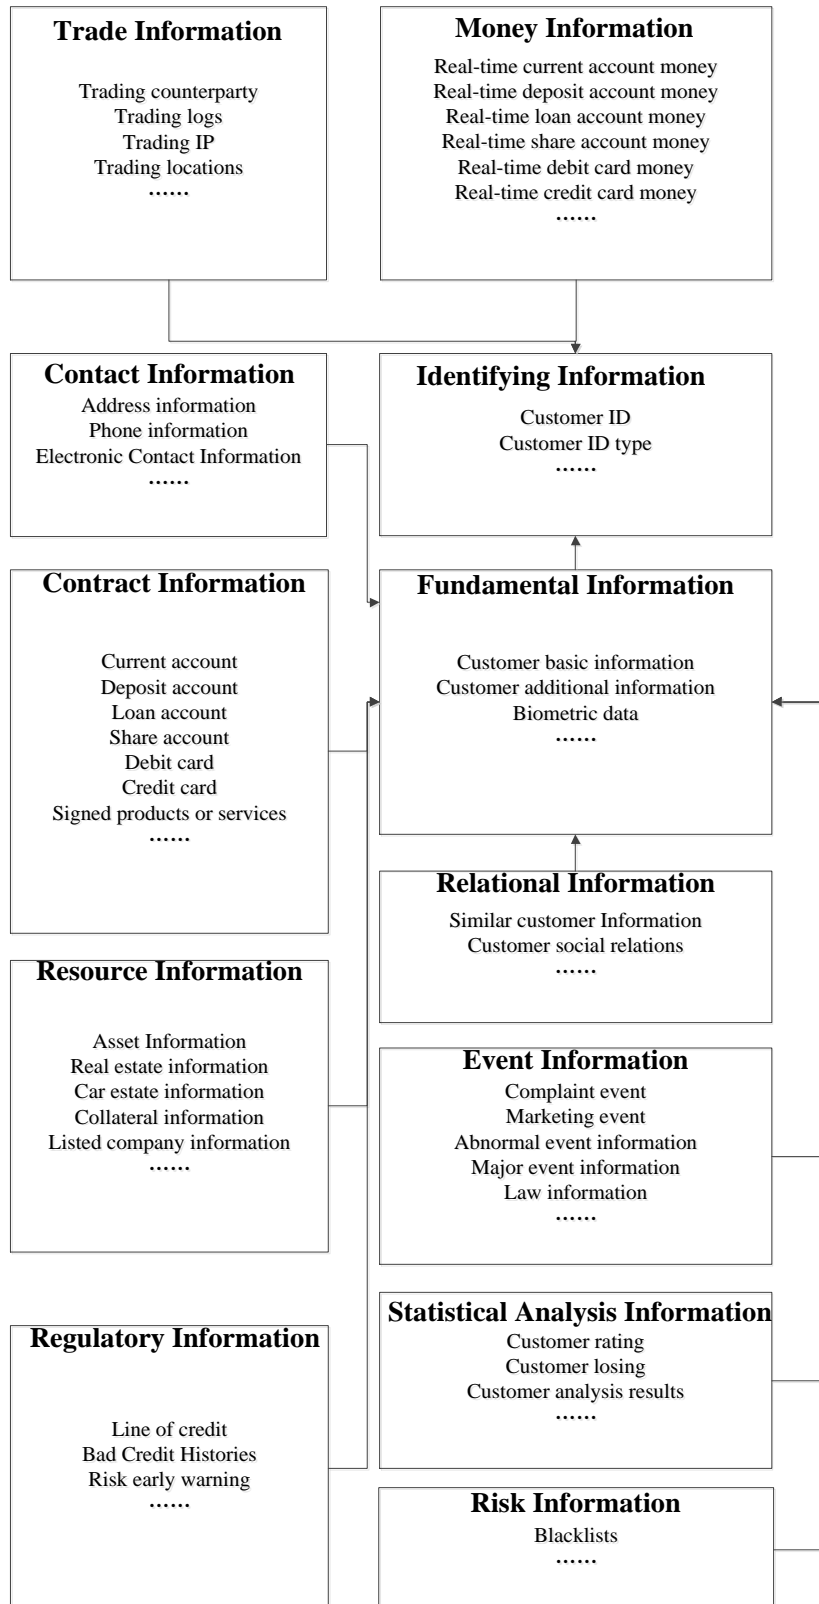 Trade Information
Trading counterparty
Trading logs
Trading IP
Trading locations
......
Money Information
Real-time current account money
Real-time deposit account money
Real-time loan account money
Real-time share account money
Real-time debit card money
Real-time credit card money
......
Contact Information
Address information
Phone information
Electronic Contact Information
......
Identifying Information
Customer ID
Customer ID type
......
Contract Information
Current account
Deposit account
Loan account
Share account
Debit card
Credit card
Signed products or services
......
Fundamental Information
Customer basic information
Customer additional information
Biometric data
......
Relational Information
Similar customer Information
Customer social relations
......
Resource Information
Asset Information
Real estate information
Car estate information
Collateral information
Listed company information
......
Event Information
Complaint event
Marketing event
Abnormal event information
Major event information
Law information
......
Statistical Analysis Information
Customer rating
Customer losing
Customer analysis results
......
Regulatory Information
Line of credit
Bad Credit Histories
Risk early warning
......
Risk Information
Blacklists
......